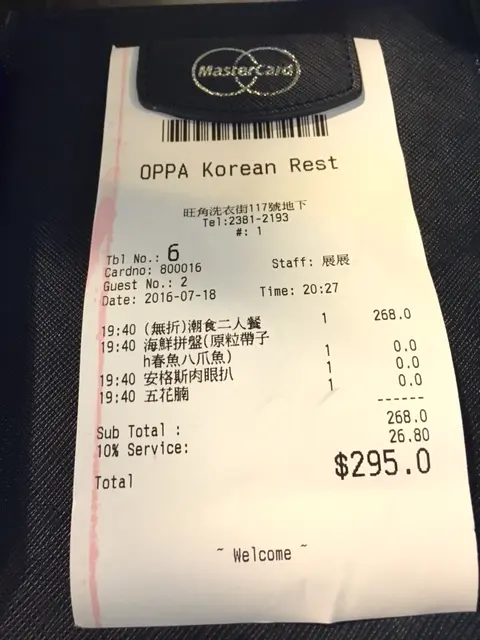 MasterCard
OPPA Korean Rest
旺角洗衣街117號地下
Tel:2381-2193
#: 1
Tbl No.: 6
Cardno: 800016 Staff: 展展
Guest No.: 2
Date: 2016-07-18 Time: 20:27
19:40 (無折)潮食二人餐 1 268.0
19:40 海鮮拼盤(原粒帶子
h春魚八爪魚) 1 0.0
19:40 安格斯肉眼扒 1 0.0
19:40 五花腩 1 0.0
------
Sub Total : 268.0
10% Service: 26.80
Total $295.0
~ Welcome ~